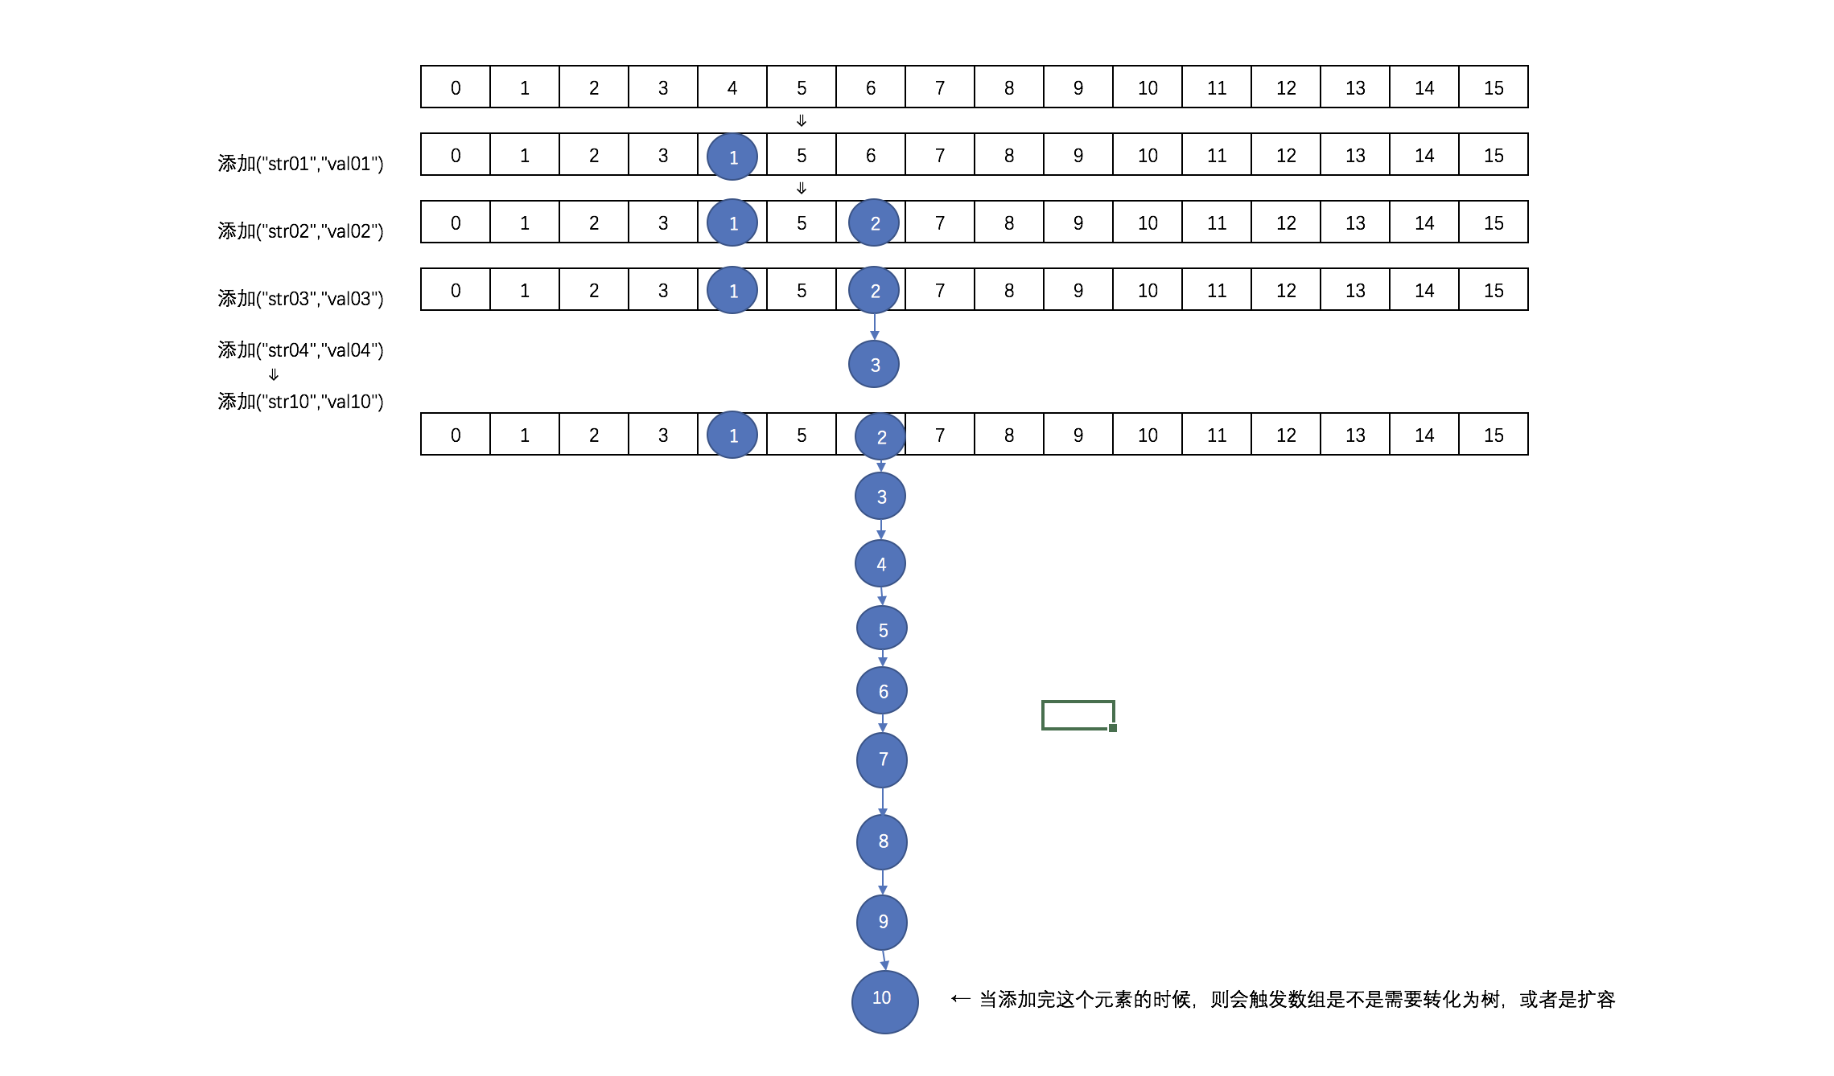 0 1 2 3 4 5 6 7 8 9 10 11 12 13 14 15
⇓
添加("str01","val01") 0 1 2 3 1 5 6 7 8 9 10 11 12 13 14 15
⇓
添加("str02","val02") 0 1 2 3 1 5 2 7 8 9 10 11 12 13 14 15
添加("str03","val03") 0 1 2 3 1 5 2 7 8 9 10 11 12 13 14 15
3
添加("str04","val04")
⇓
添加("str10","val10")
0 1 2 3 1 5 2 7 8 9 10 11 12 13 14 15
3
4
5
6
7
8
9
10 ← 当添加完这个元素的时候，则会触发数组是不是需要转化为树，或者是扩容